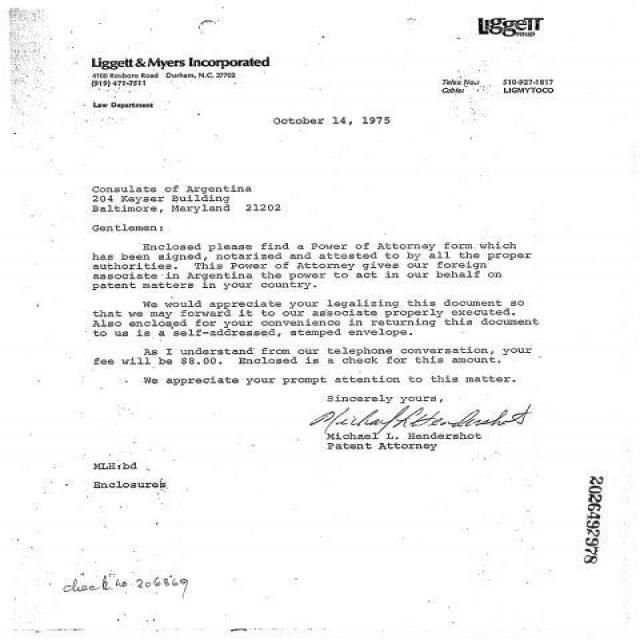 LiGGETT
GROUP
Liggett & Myers Incorporated
4100 Roxboro Road Durham, N.C. 27702
(919) 471-7511
Telex No.: 510-927-1817
Cable: LIGMYTOCO
Law Department
October 14, 1975
Consulate of Argentina
204 Keyser Building
Baltimore, Maryland 21202
Gentlemen:
Enclosed please find a Power of Attorney form which
has been signed, notarized and attested to by all the proper
authorities. This Power of Attorney gives our foreign
associate in Argentina the power to act in our behalf on
patent matters in your country.
We would appreciate your legalizing this document so
that we may forward it to our associate properly executed.
Also enclosed for your convenience in returning this document
to us is a self-addressed, stamped envelope.
As I understand from our telephone conversation, your
fee will be $8.00. Enclosed is a check for this amount.
We appreciate your prompt attention to this matter.
Sincerely yours,
Michael L Hendershot
Michael L. Hendershot
Patent Attorney
MLH:bd
Enclosures
2026492978
check no. 206869